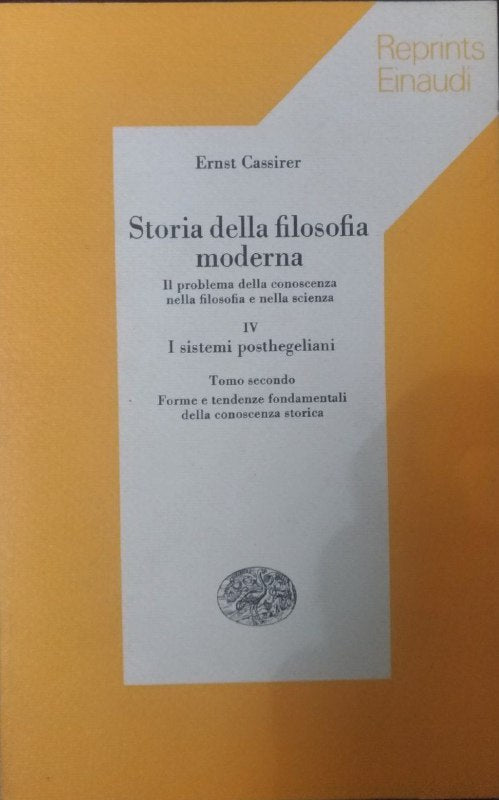 Reprints
Einaudi
Ernst Cassirer
Storia della filosofia
moderna
Il problema della conoscenza
nella filosofia e nella scienza
IV
I sistemi posthegeliani
Tomo secondo
Forme e tendenze fondamentali
della conoscenza storica